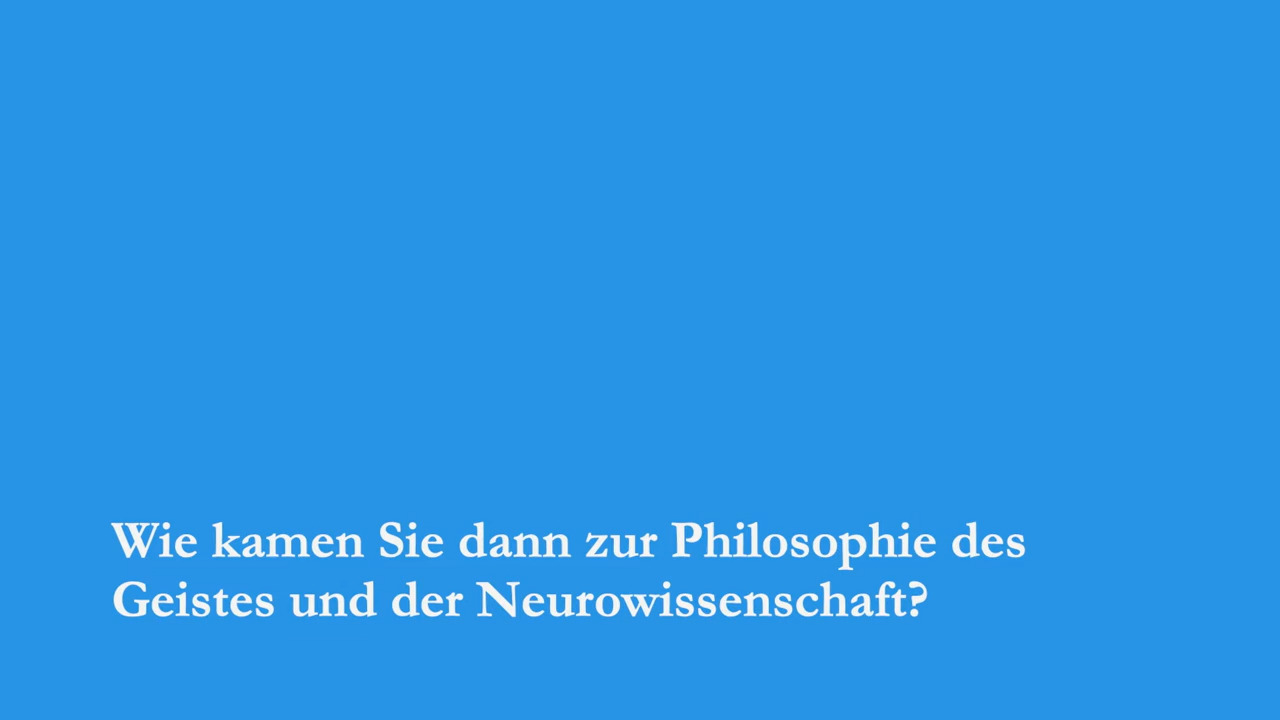 Wie kamen Sie dann zur Philosophie des
Geistes und der Neurowissenschaft?